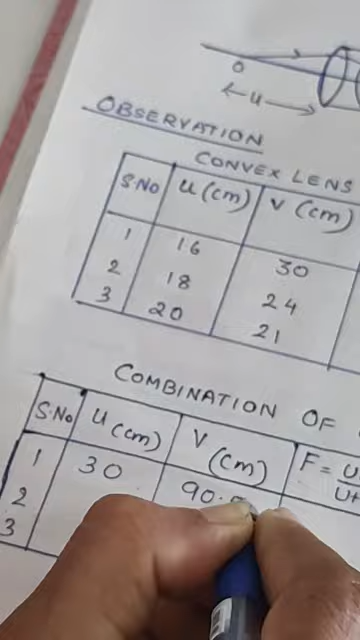 O
u
OBSERVATION
CONVEX LENS
S.No u (cm) v (cm)
1 16 30
2 18 24
3 20 21
COMBINATION OF
S.No u (cm) v (cm) F =
1 30 90.
2
3